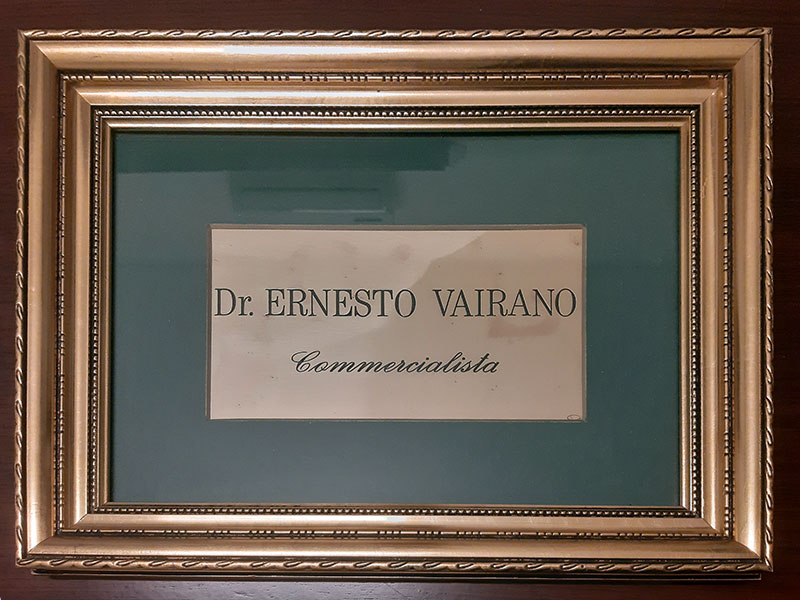 Dr. ERNESTO VAIRANO
Commercialista